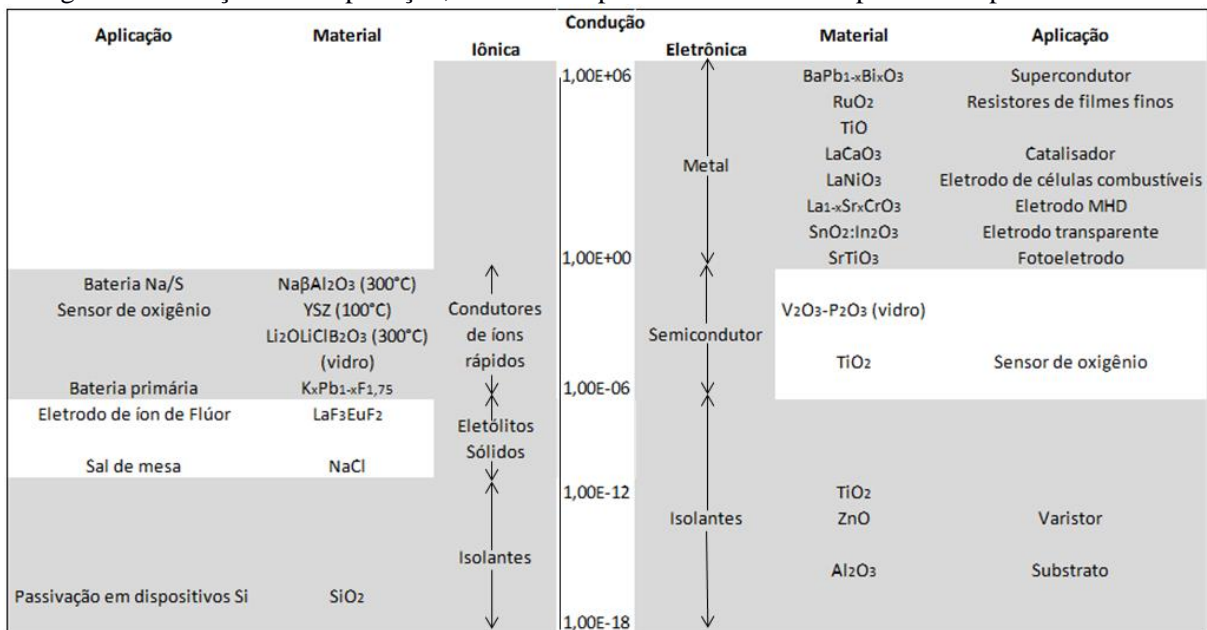 Aplicação Material Condução Material Aplicação
Iônica Eletrônica
1,00E+06 BaPb1-xBixO3 Supercondutor
RuO2 Resistores de filmes finos
TiO
LaCaO3 Catalisador
Metal
LaNiO3 Eletrodo de células combustíveis
La1-xSrxCrO3 Eletrodo MHD
SnO2:In2O3 Eletrodo transparente
1,00E+00 SrTiO3 Fotoeletrodo
Bateria Na/S NaβAl2O3 (300°C)
Sensor de oxigênio YSZ (100°C) Condutores V2O3-P2O3 (vidro)
Li2OLiClB2O3 (300°C) de íons Semicondutor
(vidro) rápidos TiO2 Sensor de oxigênio
Bateria primária KxPb1-xF1,75 1,00E-06
Eletrodo de íon de Flúor LaF3EuF2 Eletólitos
Sólidos
Sal de mesa NaCl
1,00E-12 TiO2
Isolantes ZnO Varistor
Isolantes
Al2O3 Substrato
Passivação em dispositivos Si SiO2
1,00E-18